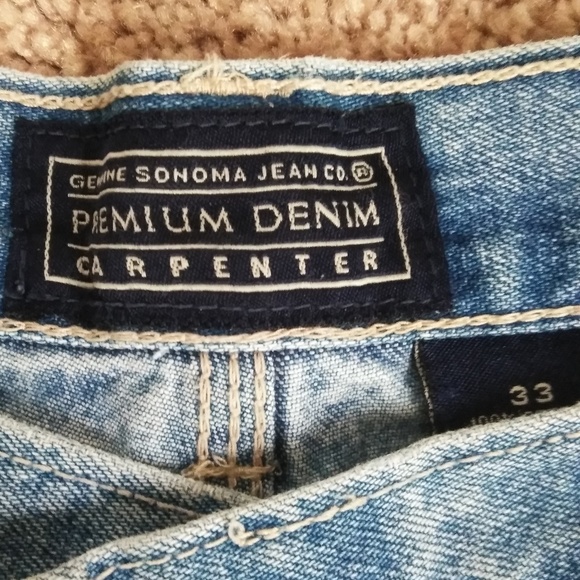 GENUINE SONOMA JEAN CO.®
PREMIUM DENIM
CARPENTER
33